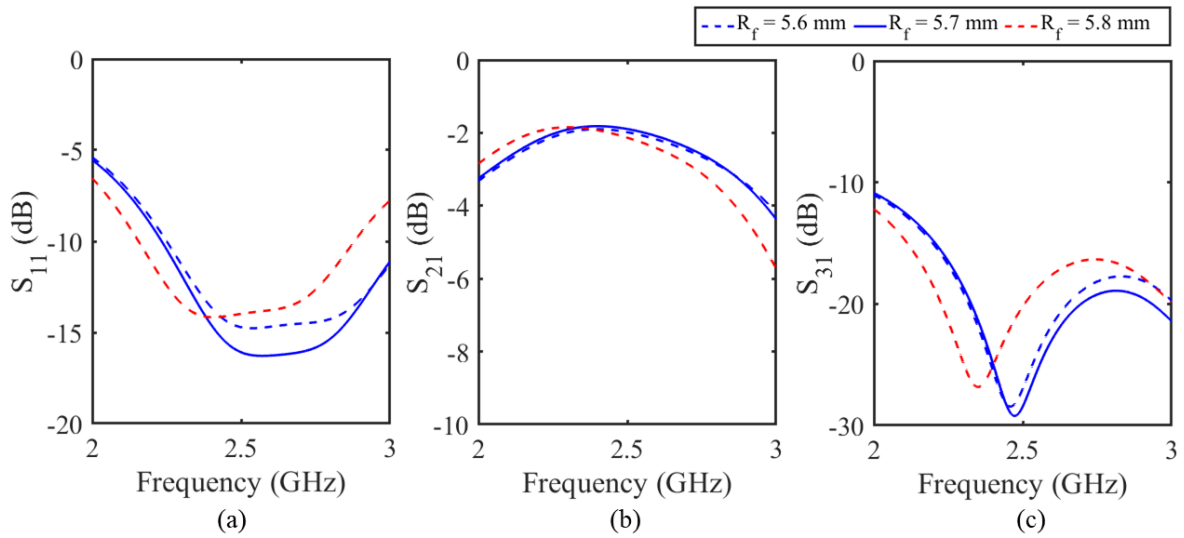 R_f = 5.6 mm R_f = 5.7 mm R_f = 5.8 mm
0
-5
-10
-15
-20
2 2.5 3
S_11 (dB)
Frequency (GHz)
(a)
0
-2
-4
-6
-8
-10
2 2.5 3
S_21 (dB)
Frequency (GHz)
(b)
0
-10
-20
-30
2 2.5 3
S_31 (dB)
Frequency (GHz)
(c)